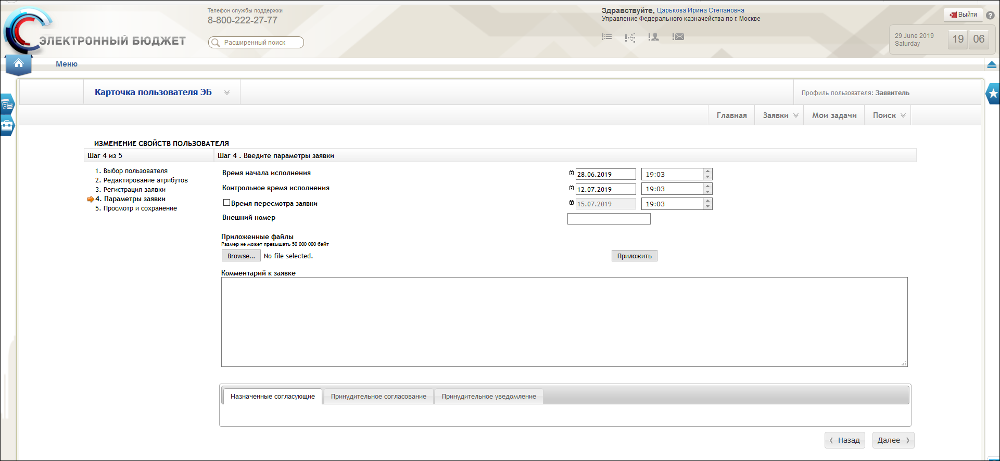 Телефон службы поддержки
8-800-222-27-77
Здравствуйте, Царькова Ирина Степановна
Управление Федерального казначейства по г. Москве
Выйти
?
ЭЛЕКТРОННЫЙ БЮДЖЕТ
Расширенный поиск
29 June 2019
Saturday
19 06
Меню
Карточка пользователя ЭБ
Профиль пользователя: Заявитель
Главная Заявки Мои задачи Поиск
ИЗМЕНЕНИЕ СВОЙСТВ ПОЛЬЗОВАТЕЛЯ
Шаг 4 из 5
Шаг 4 . Введите параметры заявки
1. Выбор пользователя
2. Редактирование атрибутов
3. Регистрация заявки
4. Параметры заявки
5. Просмотр и сохранение
Время начала исполнения 28.06.2019 19:03
Контрольное время исполнения 12.07.2019 19:03
Время пересмотра заявки 15.07.2019 19:03
Внешний номер
Приложенные файлы
Размер не может превышать 50 000 000 байт
Browse... No file selected. Приложить
Комментарий к заявке
Назначенные согласующие Принудительное согласование Принудительное уведомление
Назад Далее